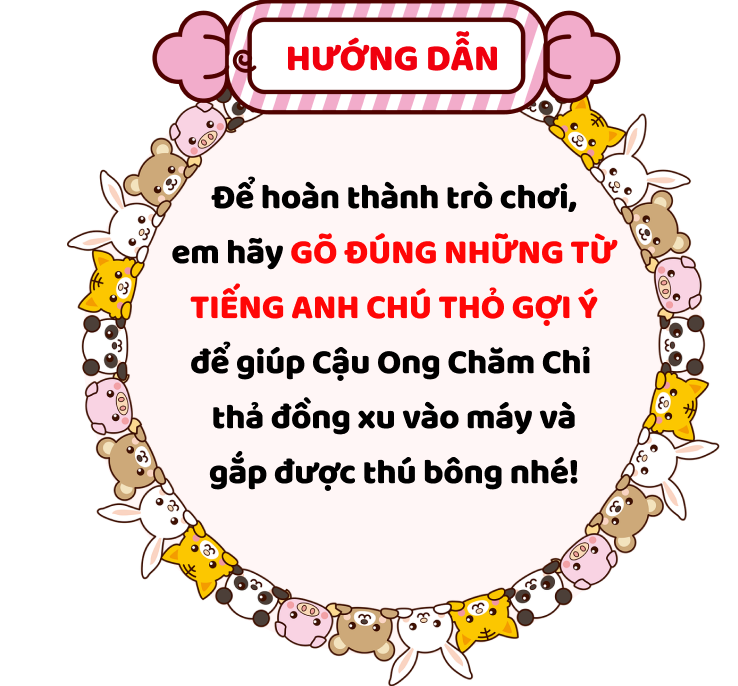 HƯỚNG DẪN
Để hoàn thành trò chơi,
em hãy GÕ ĐÚNG NHỮNG TỪ
TIẾNG ANH CHÚ THỎ GỢI Ý
để giúp Cậu Ong Chăm Chỉ
thả đồng xu vào máy và
gắp được thú bông nhé!